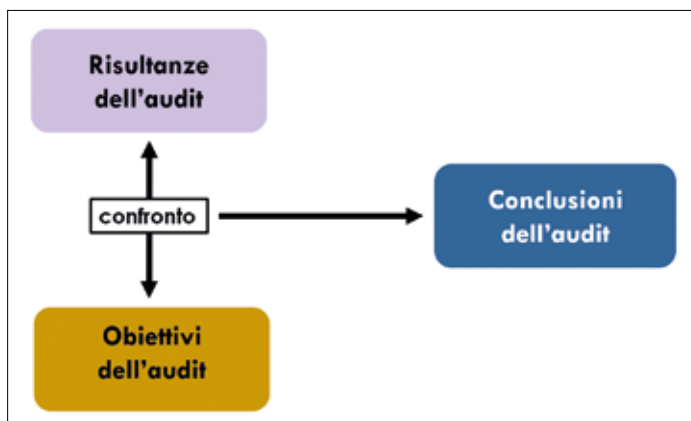 Risultanze
dell'audit
confronto
Conclusioni
dell'audit
Obiettivi
dell'audit